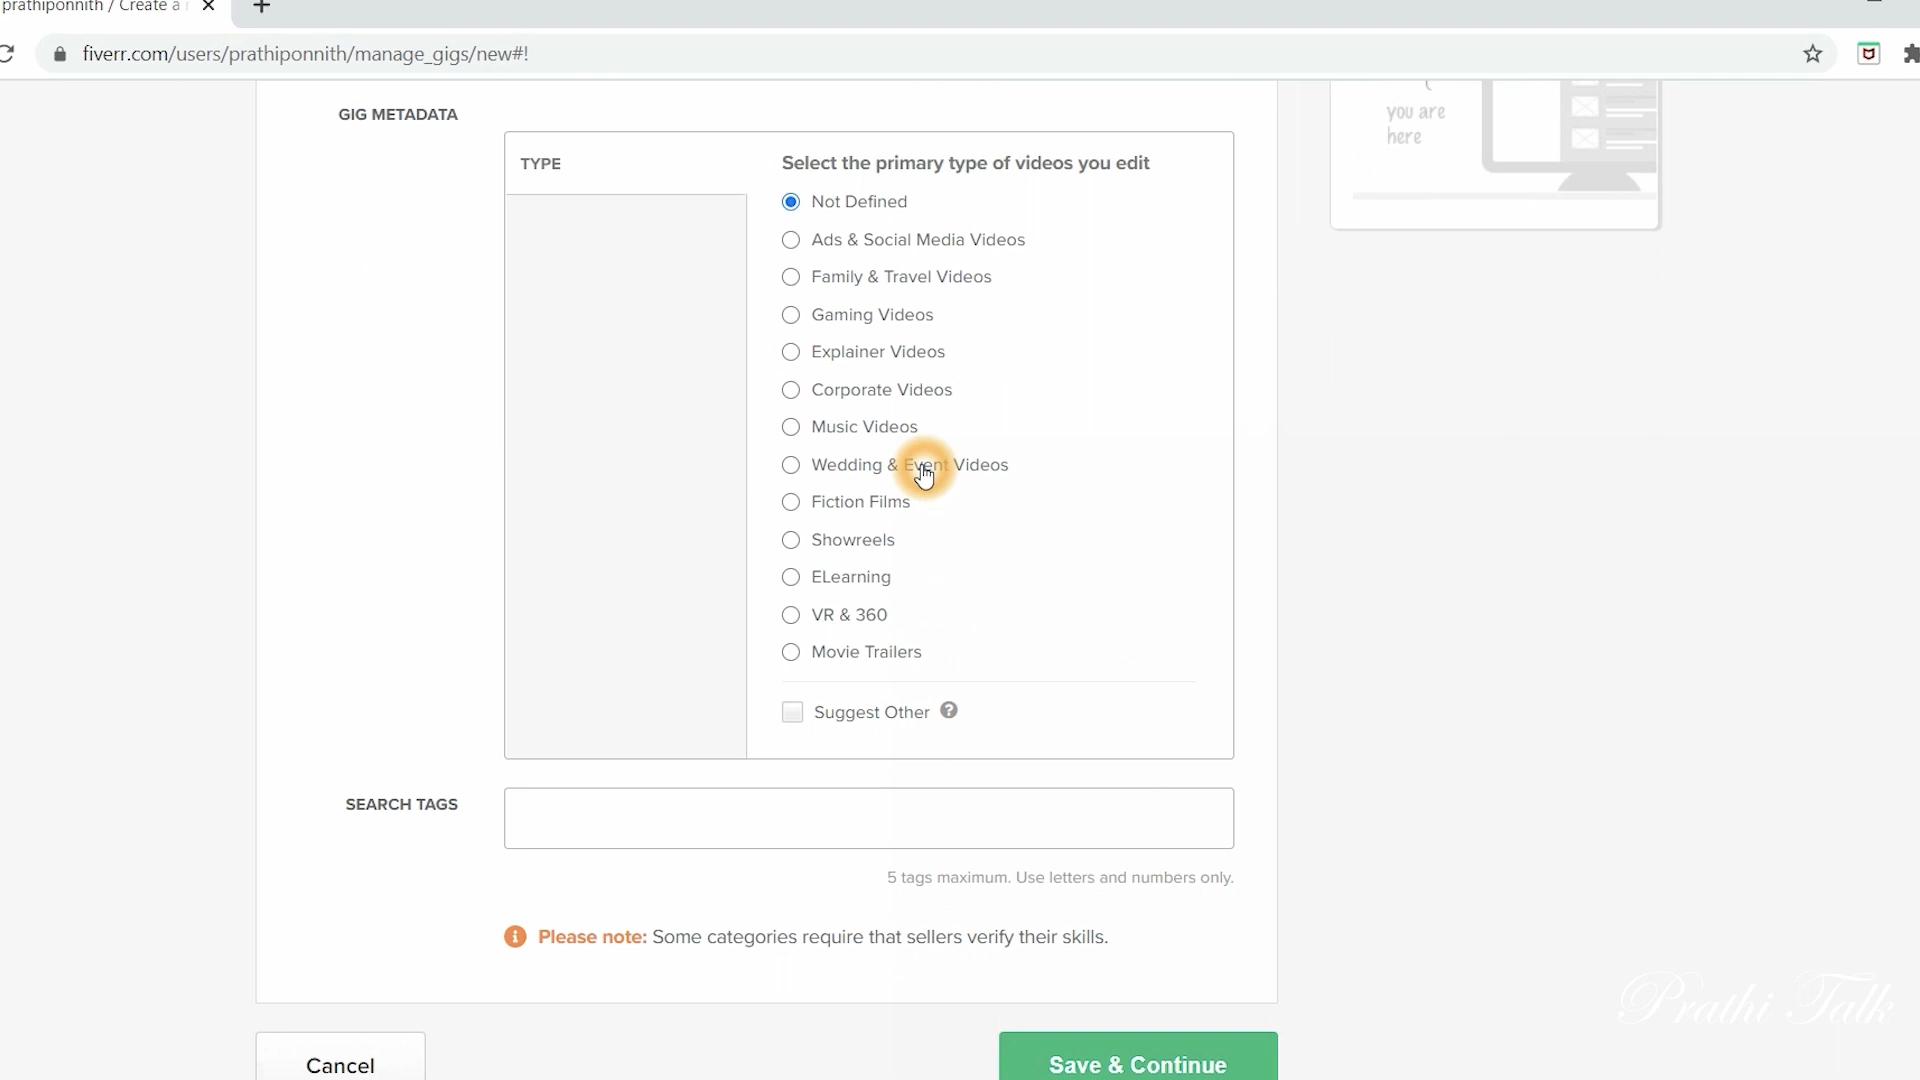 prathiponnith / Create a
fiverr.com/users/prathiponnith/manage_gigs/new#!
you are
here
GIG METADATA
TYPE
Select the primary type of videos you edit
Not Defined
Ads & Social Media Videos
Family & Travel Videos
Gaming Videos
Explainer Videos
Corporate Videos
Music Videos
Wedding & Event Videos
Fiction Films
Showreels
ELearning
VR & 360
Movie Trailers
Suggest Other
SEARCH TAGS
5 tags maximum. Use letters and numbers only.
Please note: Some categories require that sellers verify their skills.
Cancel
Save & Continue
Prathi Talk